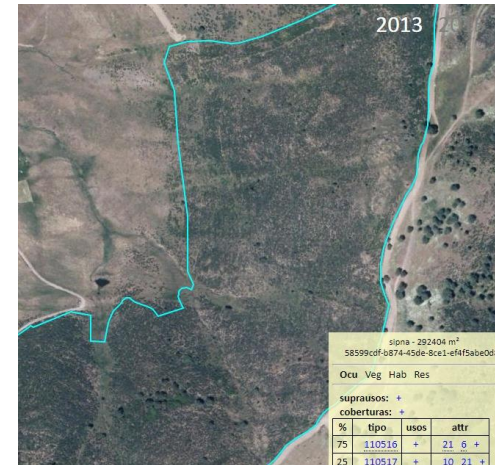 2013
sipna - 292404 m²
58599cdf-b874-45de-8ce1-ef4f5abe0d
Ocu Veg Hab Res
suprausos: +
coberturas: +
% tipo usos attr
75 110516 + 21 6 +
25 110517 + 10 21 +